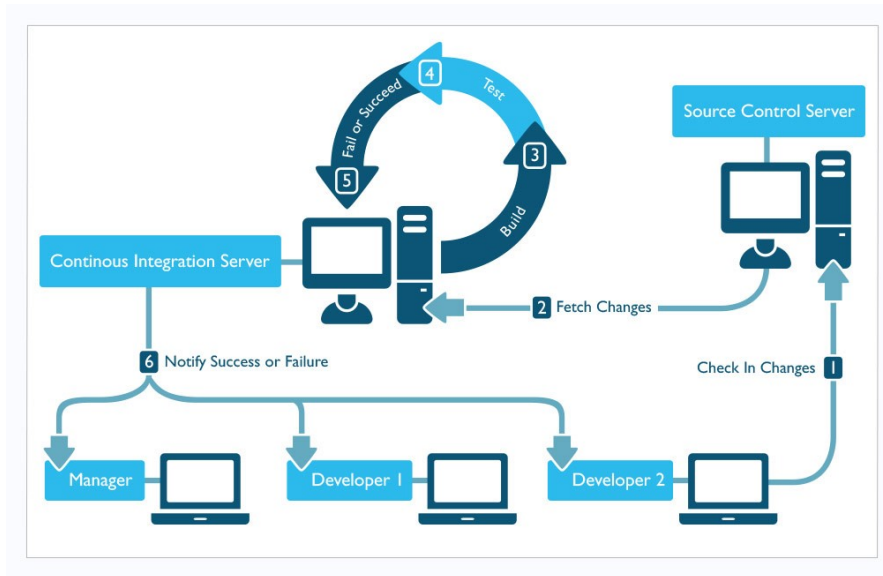 4
Test
Fail or Succeed
5
3
Build
Source Control Server
Continous Integration Server
2 Fetch Changes
6 Notify Success or Failure
Check In Changes 1
Manager
Developer 1
Developer 2